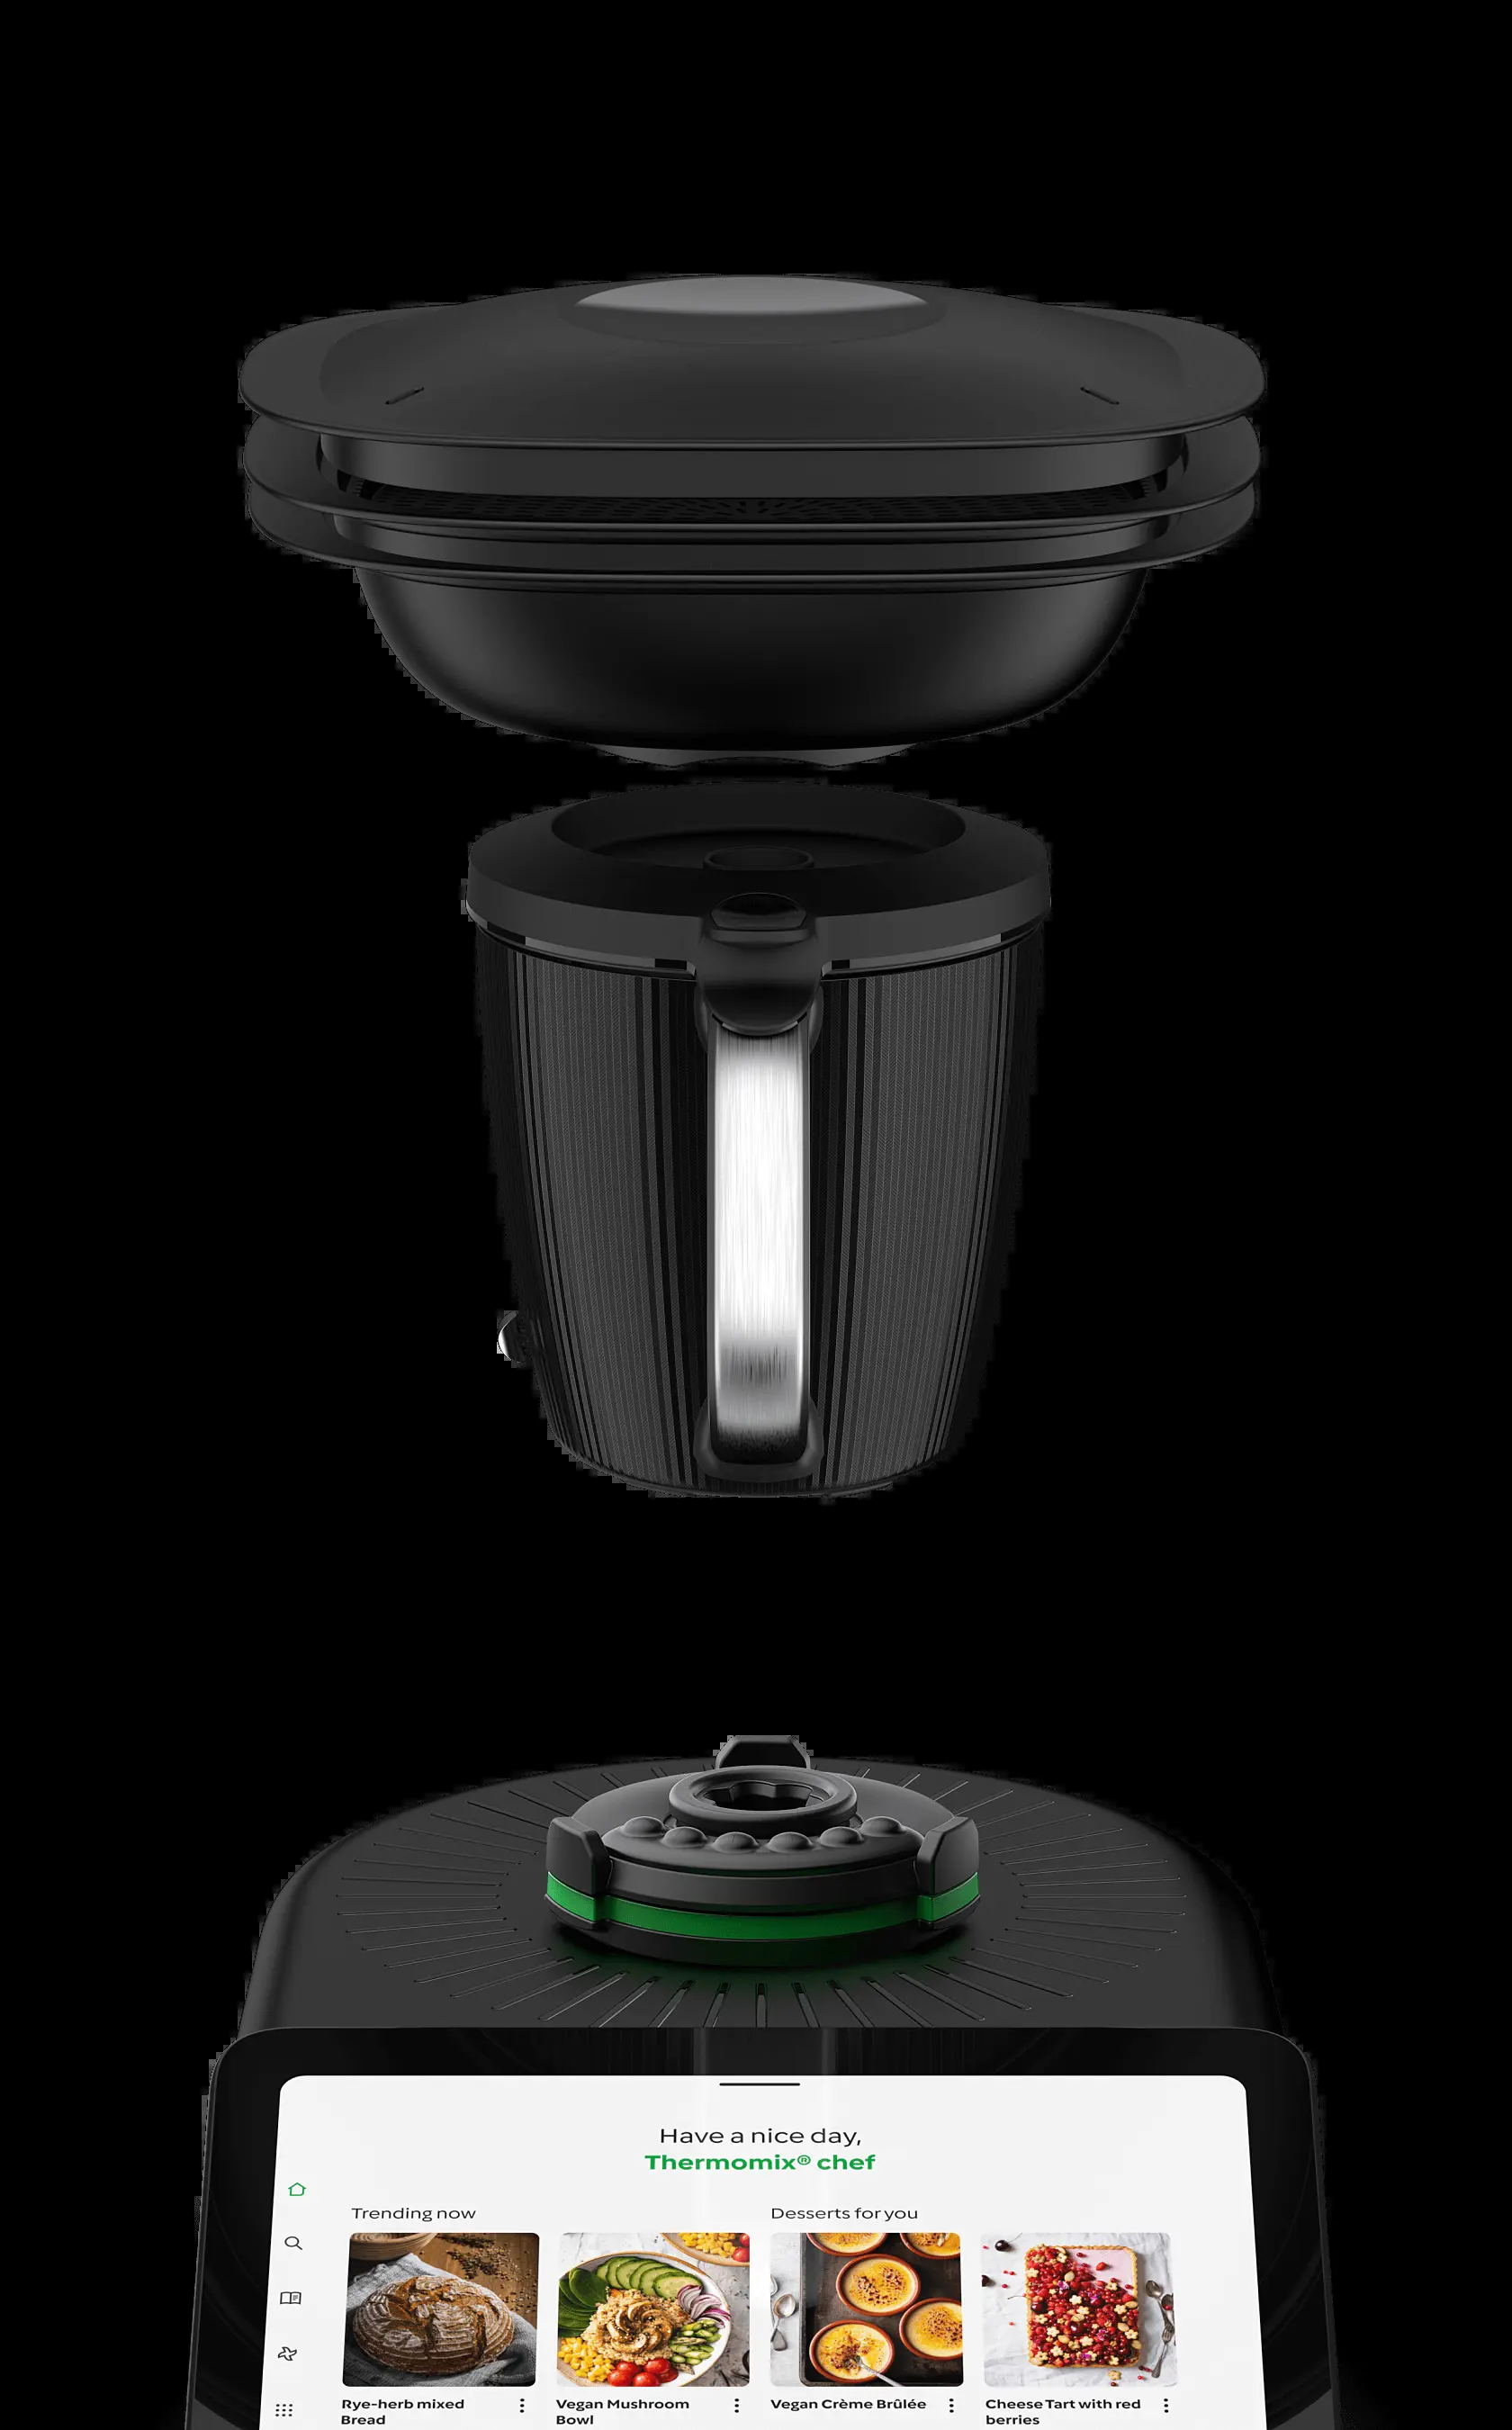 Have a nice day,
Thermomix® chef
Trending now
Desserts for you
Rye-herb mixed
Bread
Vegan Mushroom
Bowl
Vegan Crème Brûlée
Cheese Tart with red
berries